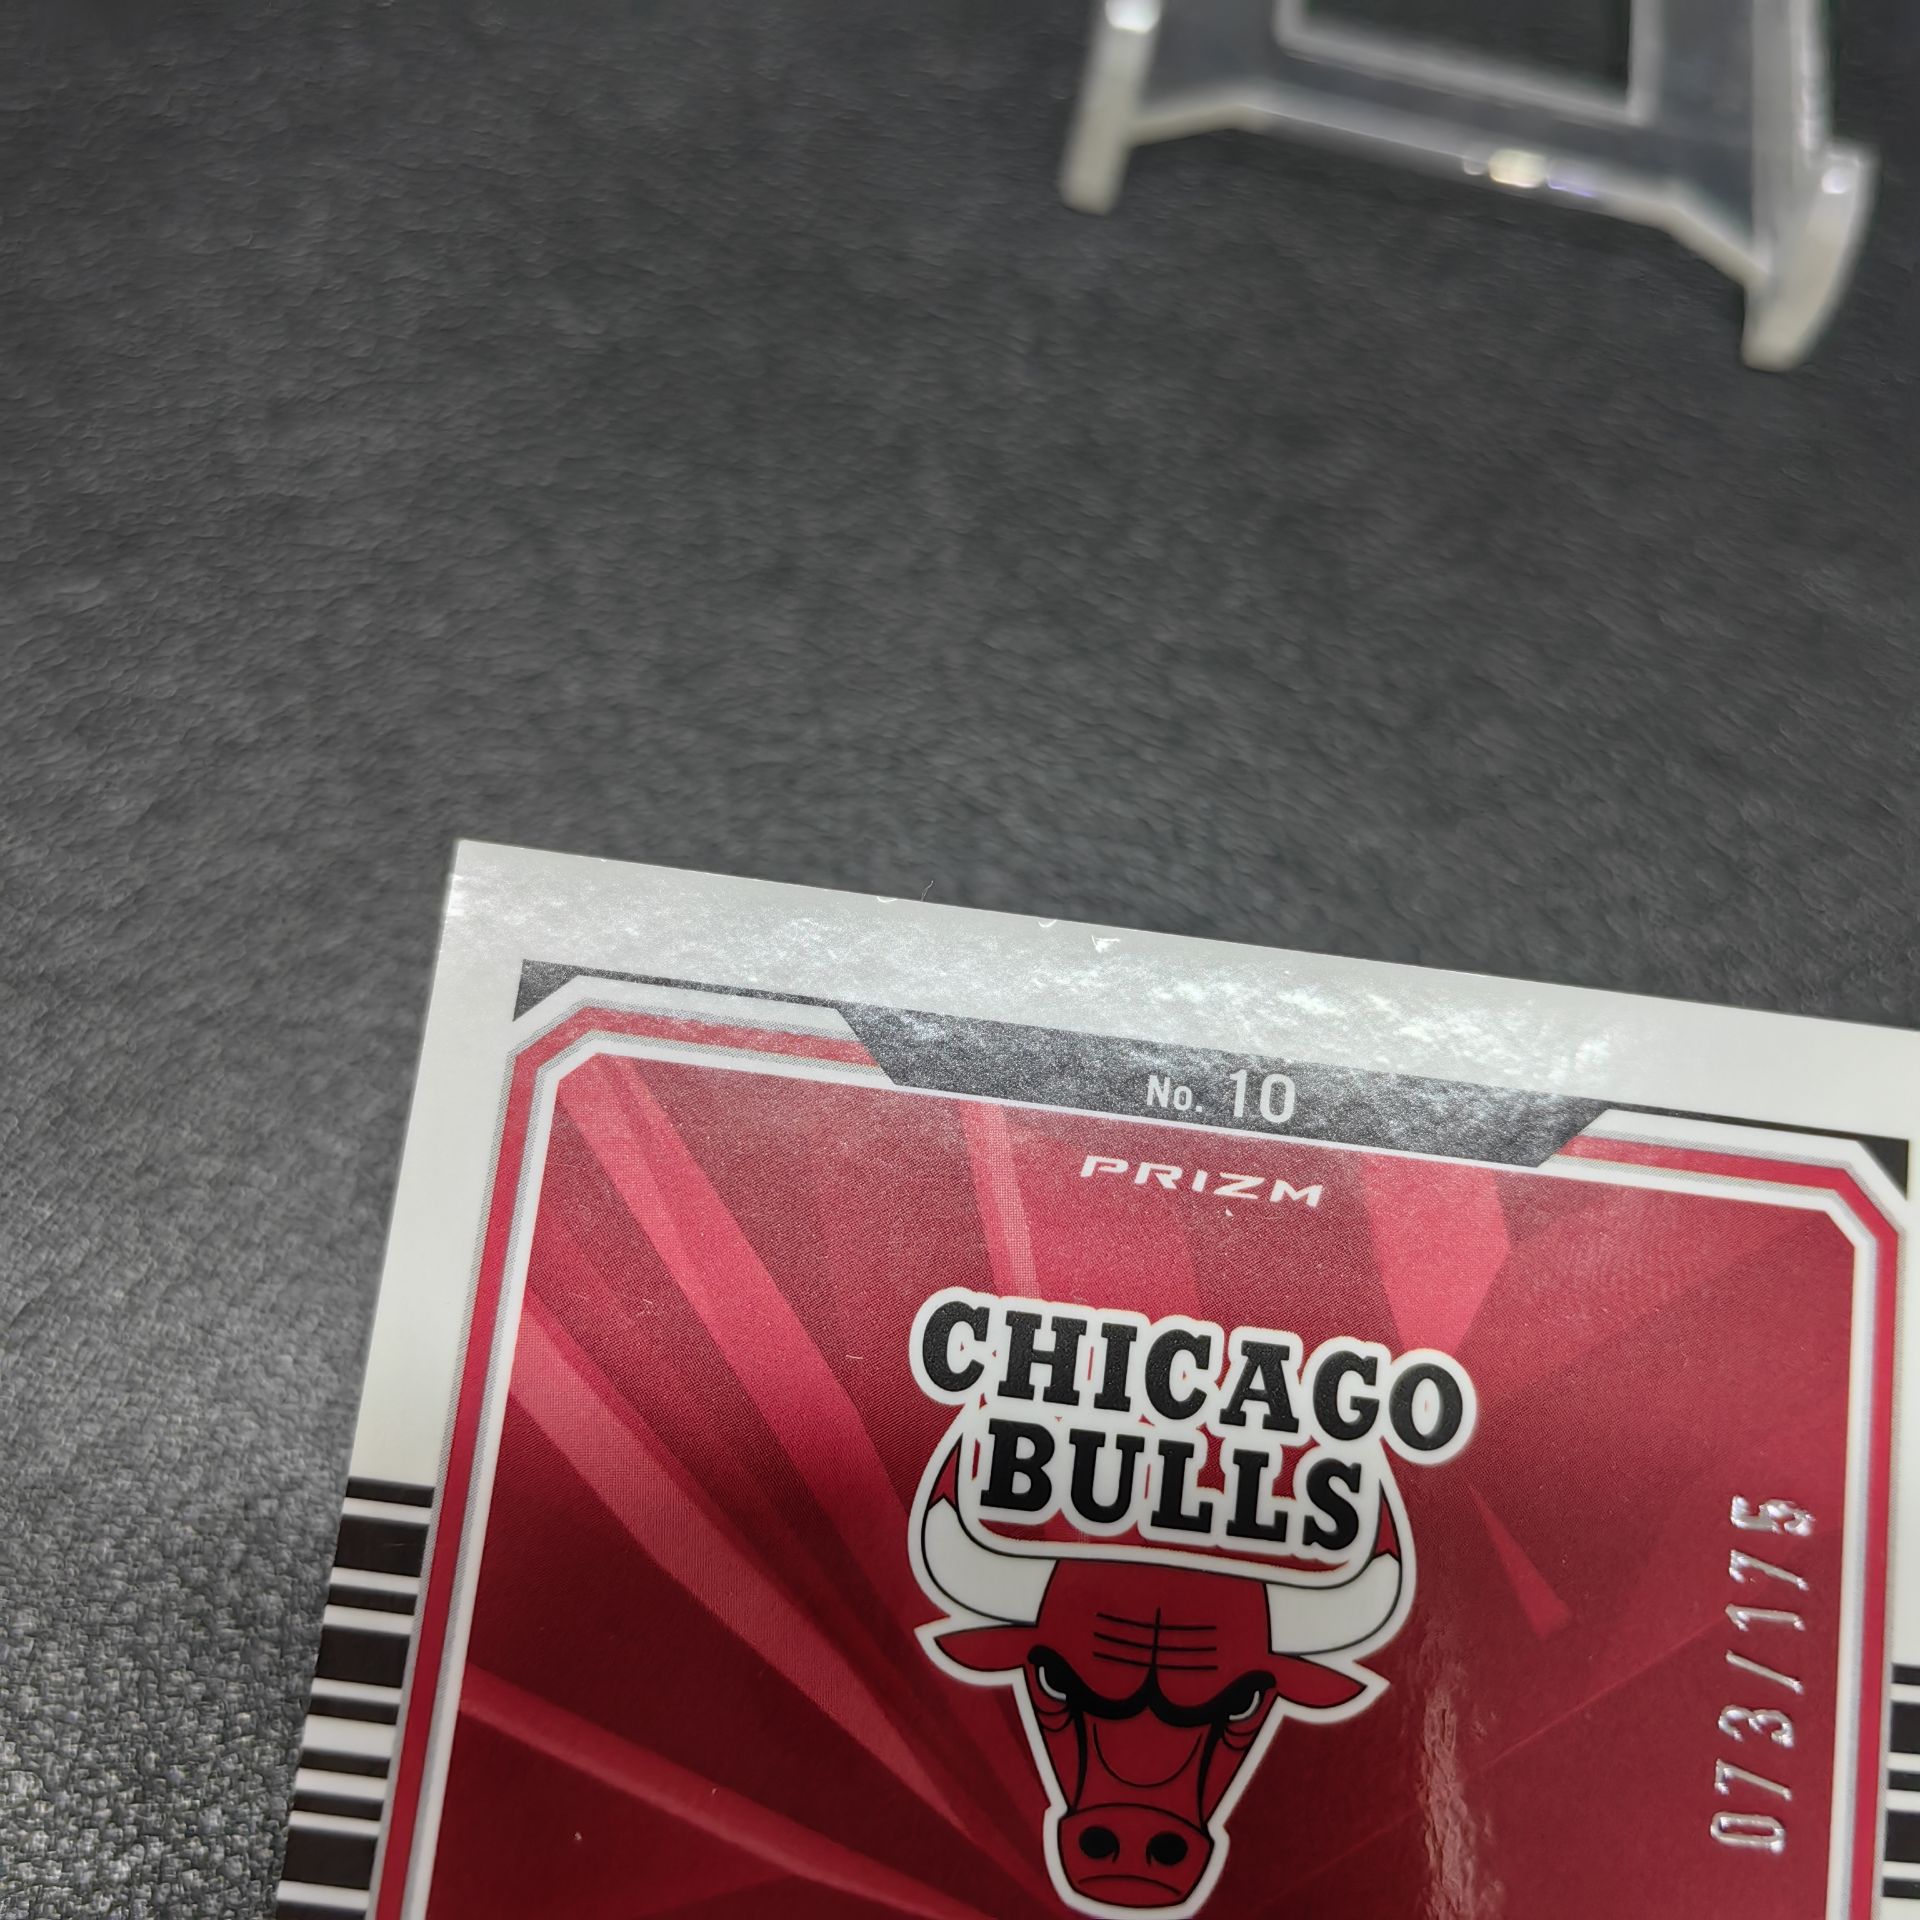 No. 10
PRIZM
CHICAGO
BULLS
073/175